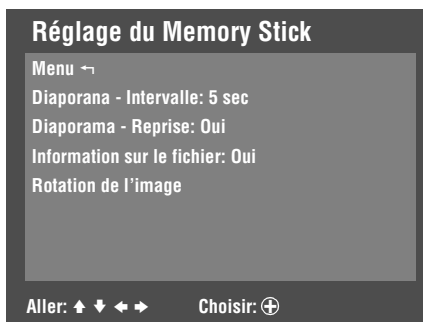 Réglage du Memory Stick
Menu ↰
Diaporana - Intervalle: 5 sec
Diaporama - Reprise: Oui
Information sur le fichier: Oui
Rotation de l'image
Aller: ↑ ↓ ← → Choisir: ⊕